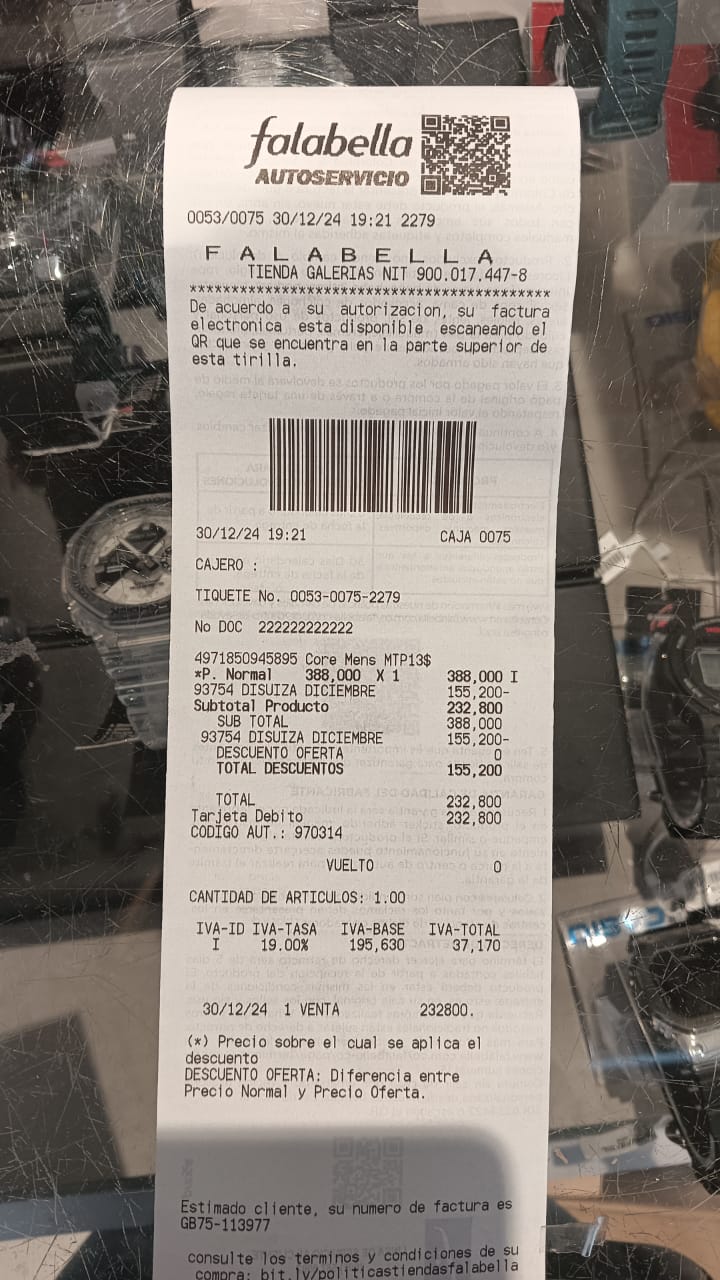 falabella
AUTOSERVICIO
0053/0075 30/12/24 19:21 2279
F A L A B E L L A
TIENDA GALERIAS NIT 900.017.447-8
******************************************
De acuerdo a su autorizacion, su factura
electronica esta disponible escaneando el
QR que se encuentra en la parte superior de
esta tirilla.
30/12/24 19:21 CAJA 0075
CAJERO :
TIQUETE No. 0053-0075-2279
No DOC 222222222222
4971850945895 Core Mens MTP13$
*P. Normal 388,000 X 1 388,000 I
93754 DISUIZA DICIEMBRE 155,200-
Subtotal Producto 232,800
SUB TOTAL 388,000
93754 DISUIZA DICIEMBRE 155,200-
DESCUENTO OFERTA 0
TOTAL DESCUENTOS 155,200
TOTAL 232,800
Tarjeta Debito 232,800
CODIGO AUT.: 970314
VUELTO 0
CANTIDAD DE ARTICULOS: 1.00
IVA-ID IVA-TASA IVA-BASE IVA-TOTAL
I 19.00% 195,630 37,170
30/12/24 1 VENTA 232800.
(*) Precio sobre el cual se aplica el
descuento
DESCUENTO OFERTA: Diferencia entre
Precio Normal y Precio Oferta.
Estimado cliente, su numero de factura es
GB75-113977
consulte los terminos y condiciones de su
compra: bit.ly/politicastiendasfalabella